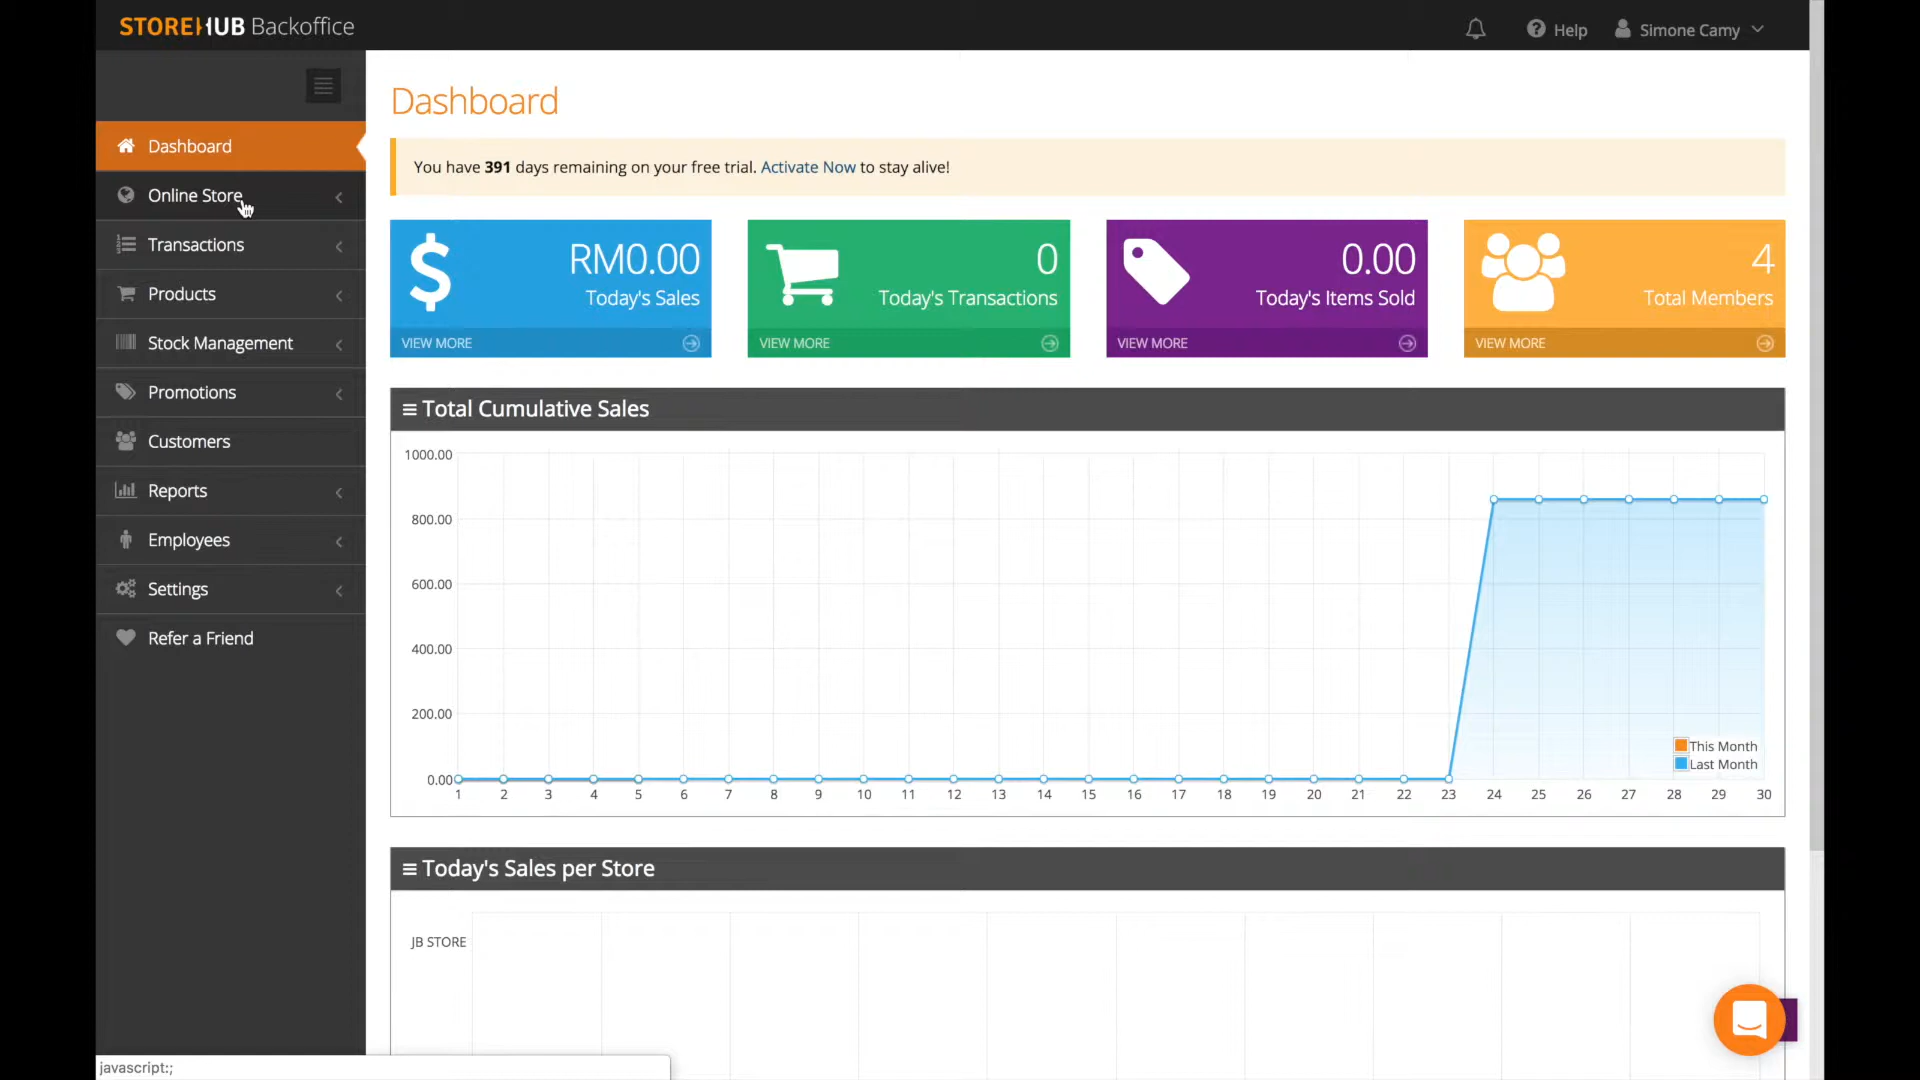 STOREHUB Backoffice
Help
Simone Camy
Dashboard
Online Store
Transactions
Products
Stock Management
Promotions
Customers
Reports
Employees
Settings
Refer a Friend
Dashboard
You have 391 days remaining on your free trial. Activate Now to stay alive!
RM0.00
Today's Sales
VIEW MORE
0
Today's Transactions
VIEW MORE
0.00
Today's Items Sold
VIEW MORE
4
Total Members
VIEW MORE
Total Cumulative Sales
1000.00
800.00
600.00
400.00
200.00
0.00
This Month
Last Month
1 2 3 4 5 6 7 8 9 10 11 12 13 14 15 16 17 18 19 20 21 22 23 24 25 26 27 28 29 30
Today's Sales per Store
JB STORE
javascript:;